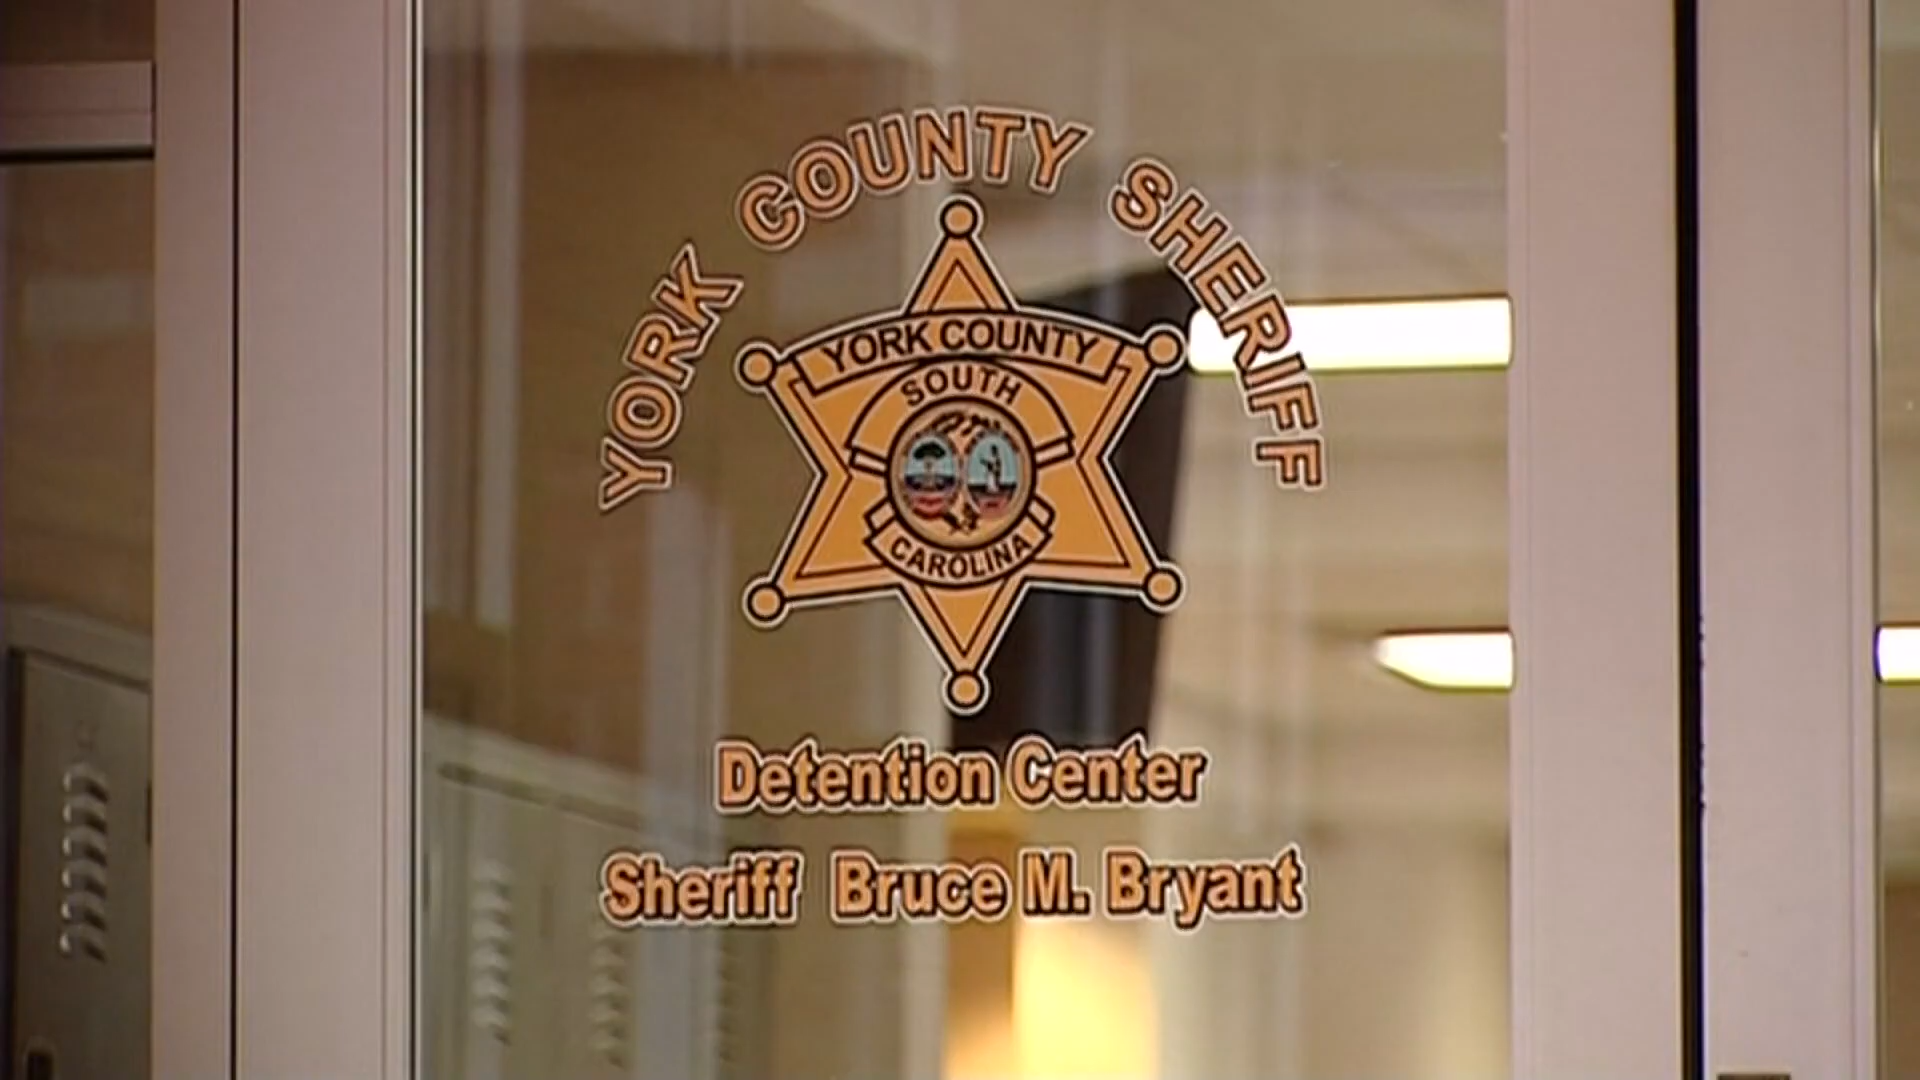 YORK COUNTY SHERIFF
YORK COUNTY
SOUTH
CAROLINA
Detention Center
Sheriff Bruce M. Bryant